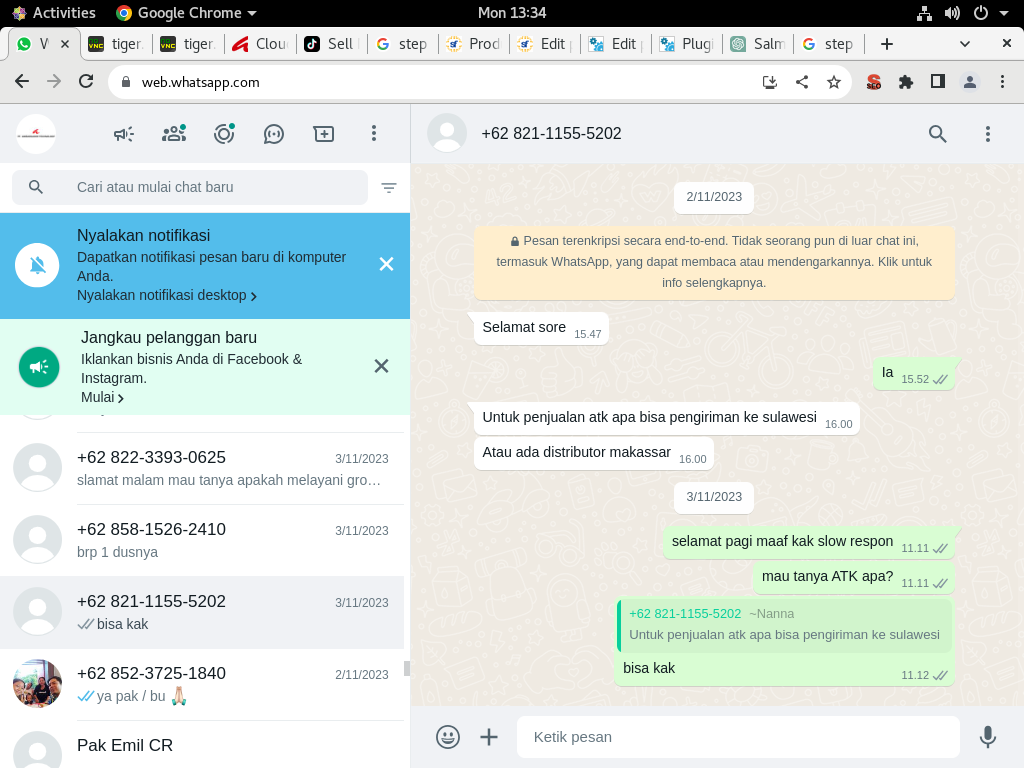 Activities
Google Chrome
Mon 13:34
W
tiger.
tiger.
Clou
Sell
step
Prod
Edit
Edit
Plugi
Salm
step
web.whatsapp.com
SEO
Cari atau mulai chat baru
Nyalakan notifikasi
Dapatkan notifikasi pesan baru di komputer
Anda.
Nyalakan notifikasi desktop
Jangkau pelanggan baru
Iklankan bisnis Anda di Facebook &
Instagram.
Mulai
+62 822-3393-0625
3/11/2023
slamat malam mau tanya apakah melayani gro…
+62 858-1526-2410
3/11/2023
brp 1 dusnya
+62 821-1155-5202
3/11/2023
bisa kak
+62 852-3725-1840
2/11/2023
ya pak / bu 🙏🏻
Pak Emil CR
+62 821-1155-5202
2/11/2023
Pesan terenkripsi secara end-to-end. Tidak seorang pun di luar chat ini,
termasuk WhatsApp, yang dapat membaca atau mendengarkannya. Klik untuk
info selengkapnya.
Selamat sore 15.47
Ia 15.52
Untuk penjualan atk apa bisa pengiriman ke sulawesi 16.00
Atau ada distributor makassar 16.00
3/11/2023
selamat pagi maaf kak slow respon 11.11
mau tanya ATK apa? 11.11
+62 821-1155-5202 ~Nanna
Untuk penjualan atk apa bisa pengiriman ke sulawesi
bisa kak 11.12
Ketik pesan